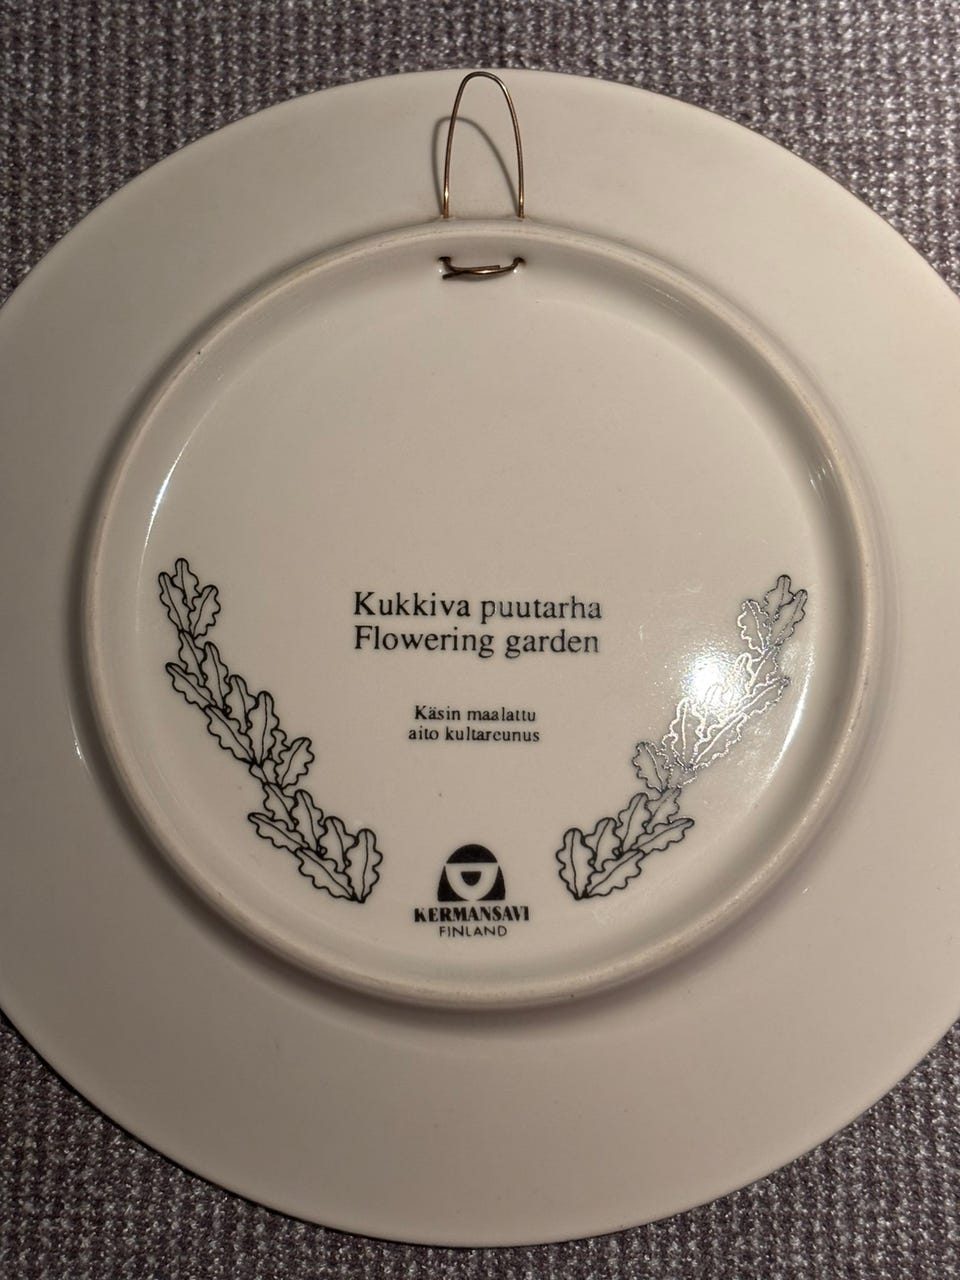 Kukkiva puutarha
Flowering garden
Käsin maalattu
aito kultareunus
KERMANSAVI
FINLAND